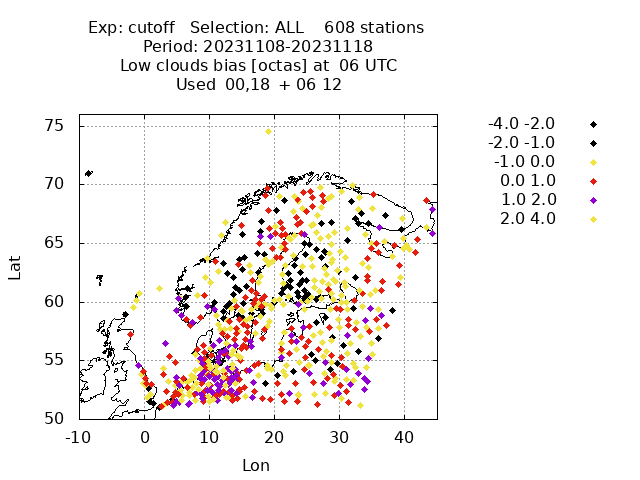 Exp: cutoff   Selection: ALL    608 stations
Period: 20231108-20231118
Low clouds bias [octas] at  06 UTC
Used  00,18  + 06 12
-4.0 -2.0
-2.0 -1.0
-1.0 0.0
0.0 1.0
1.0 2.0
2.0 4.0
75
70
65
60
55
50
Lat
-10 0 10 20 30 40
Lon